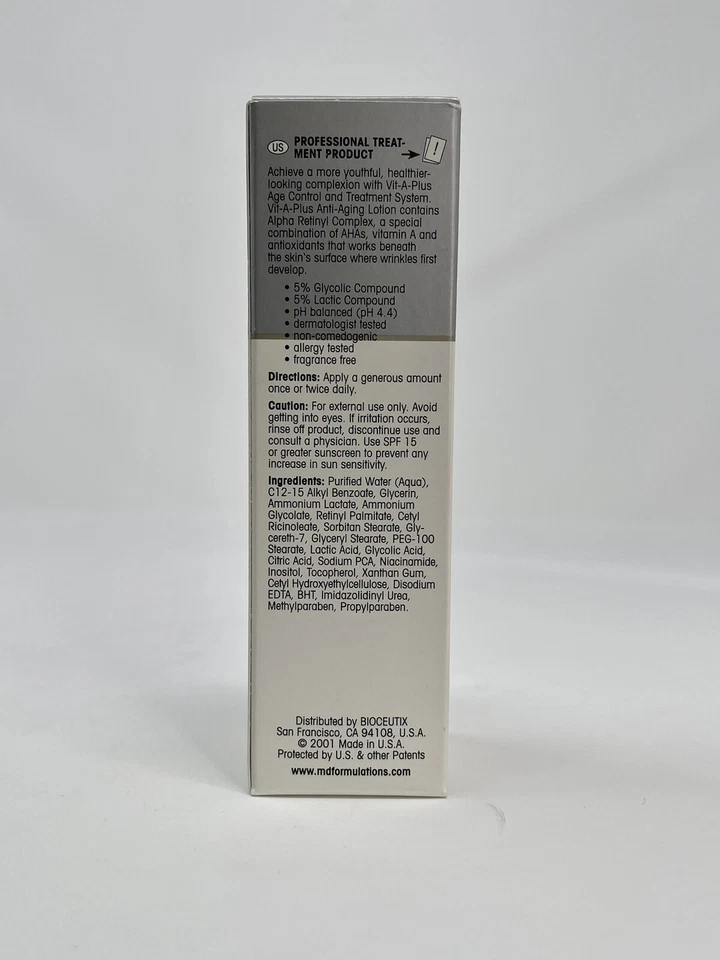 US PROFESSIONAL TREAT-
MENT PRODUCT
!
Achieve a more youthful, healthier-
looking complexion with Vit-A-Plus
Age Control and Treatment System.
Vit-A-Plus Anti-Aging Lotion contains
Alpha Retinyl Complex, a special
combination of AHAs, vitamin A and
antioxidants that works beneath
the skin's surface where wrinkles first
develop.
• 5% Glycolic Compound
• 5% Lactic Compound
• pH balanced (pH 4.4)
• dermatologist tested
• non-comedogenic
• allergy tested
• fragrance free
Directions: Apply a generous amount
once or twice daily.
Caution: For external use only. Avoid
getting into eyes. If irritation occurs,
rinse off product, discontinue use and
consult a physician. Use SPF 15
or greater sunscreen to prevent any
increase in sun sensitivity.
Ingredients: Purified Water (Aqua),
C12-15 Alkyl Benzoate, Glycerin,
Ammonium Lactate, Ammonium
Glycolate, Retinyl Palmitate, Cetyl
Ricinoleate, Sorbitan Stearate, Gly-
cereth-7, Glyceryl Stearate, PEG-100
Stearate, Lactic Acid, Glycolic Acid,
Citric Acid, Sodium PCA, Niacinamide,
Inositol, Tocopherol, Xanthan Gum,
Cetyl Hydroxyethylcellulose, Disodium
EDTA, BHT, Imidazolidinyl Urea,
Methylparaben, Propylparaben.
Distributed by BIOCEUTIX
San Francisco, CA 94108, U.S.A.
© 2001 Made in U.S.A.
Protected by U.S. & other Patents
www.mdformulations.com